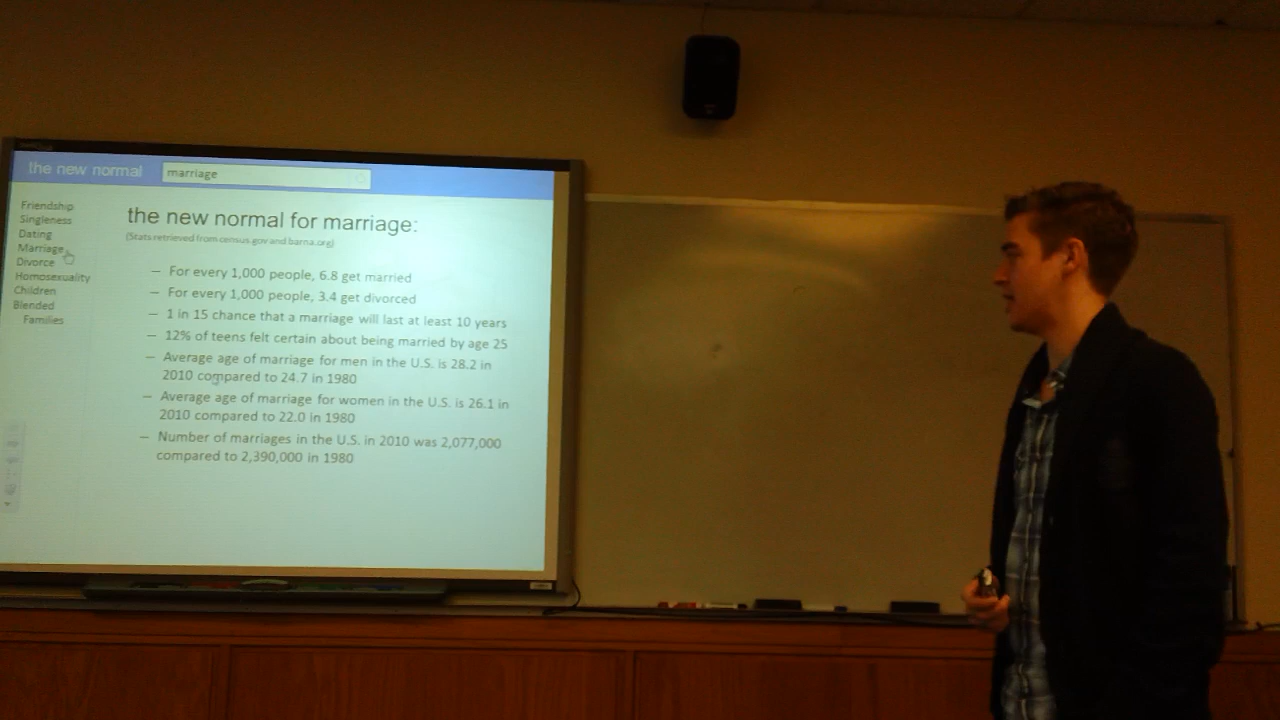 the new normal
marriage
Friendship
Singleness
Dating
Marriage
Divorce
Homosexuality
Children
Blended
Families
the new normal for marriage:
(Stats retrieved from census.gov and barna.org)
– For every 1,000 people, 6.8 get married
– For every 1,000 people, 3.4 get divorced
– 1 in 15 chance that a marriage will last at least 10 years
– 12% of teens felt certain about being married by age 25
– Average age of marriage for men in the U.S. is 28.2 in
2010 compared to 24.7 in 1980
– Average age of marriage for women in the U.S. is 26.1 in
2010 compared to 22.0 in 1980
– Number of marriages in the U.S. in 2010 was 2,077,000
compared to 2,390,000 in 1980